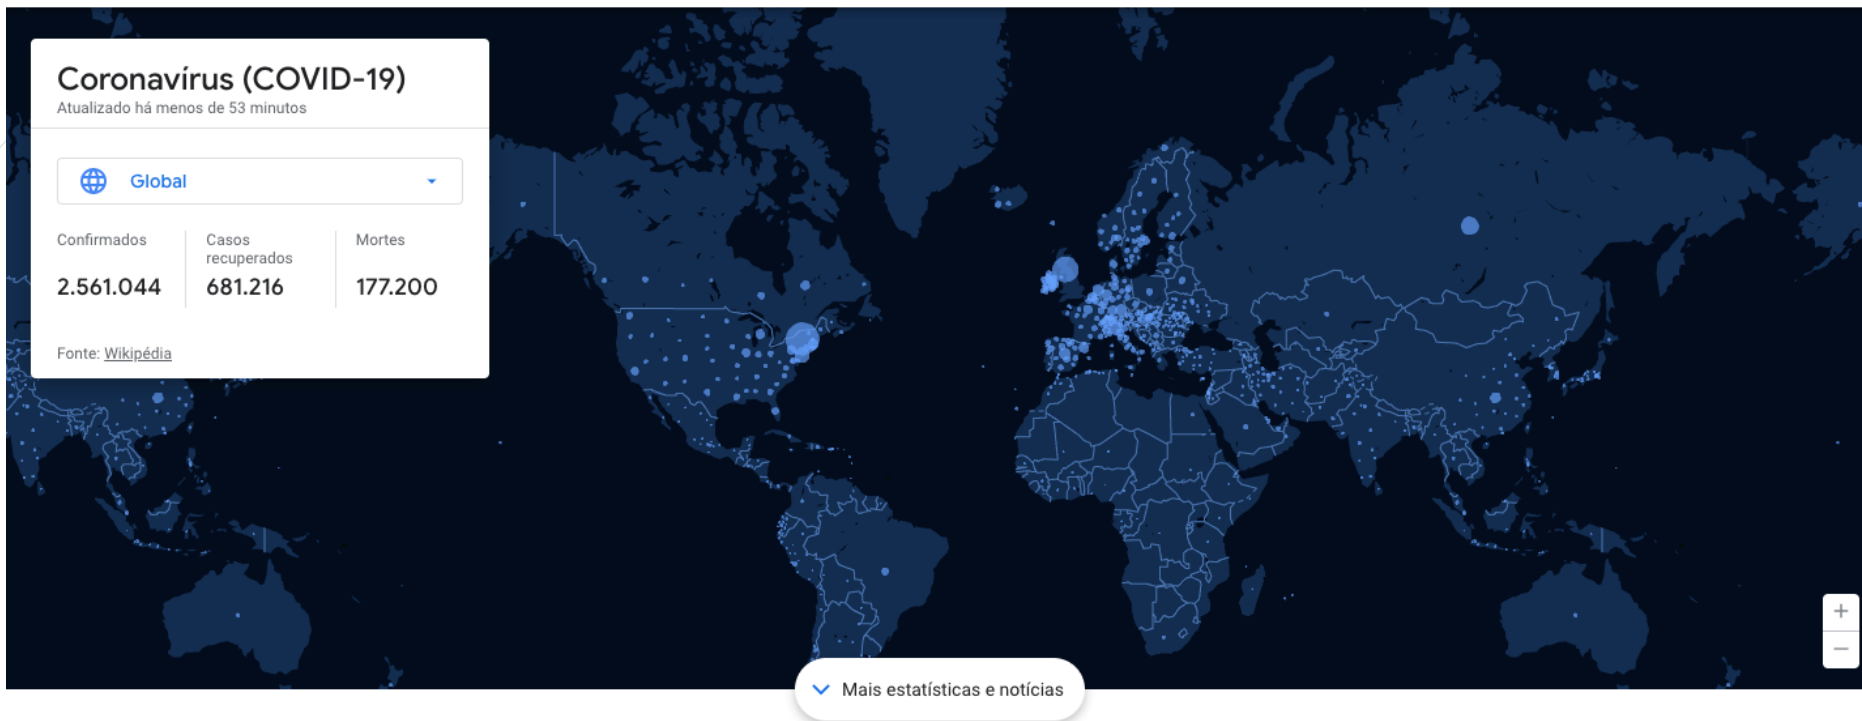 Coronavírus (COVID-19)
Atualizado há menos de 53 minutos
Global
Confirmados
2.561.044
Casos
recuperados
681.216
Mortes
177.200
Fonte: Wikipédia
+
−
Mais estatísticas e notícias